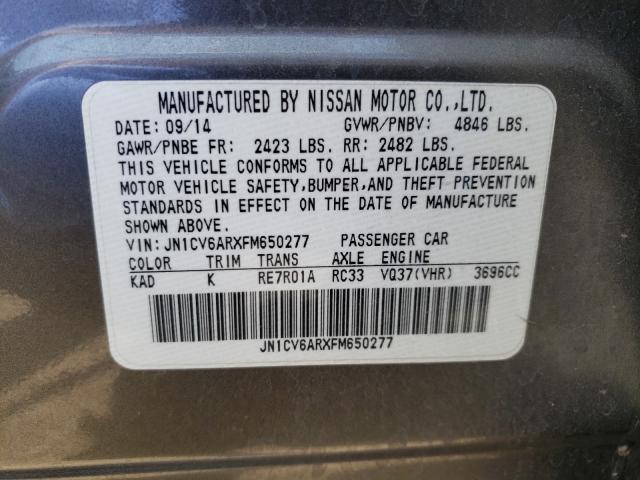 MANUFACTURED BY NISSAN MOTOR CO.,LTD.
DATE: 09/14 GVWR/PNBV: 4846 LBS.
GAWR/PNBE FR: 2423 LBS. RR: 2482 LBS.
THIS VEHICLE CONFORMS TO ALL APPLICABLE FEDERAL
MOTOR VEHICLE SAFETY,BUMPER,AND THEFT PREVENTION
STANDARDS IN EFFECT ON THE DATE OF MANUFACTURE
SHOWN ABOVE.
VIN: JN1CV6ARXFM650277 PASSENGER CAR
COLOR TRIM TRANS AXLE ENGINE
KAD K RE7R01A RC33 VQ37(VHR) 3696CC
JN1CV6ARXFM650277